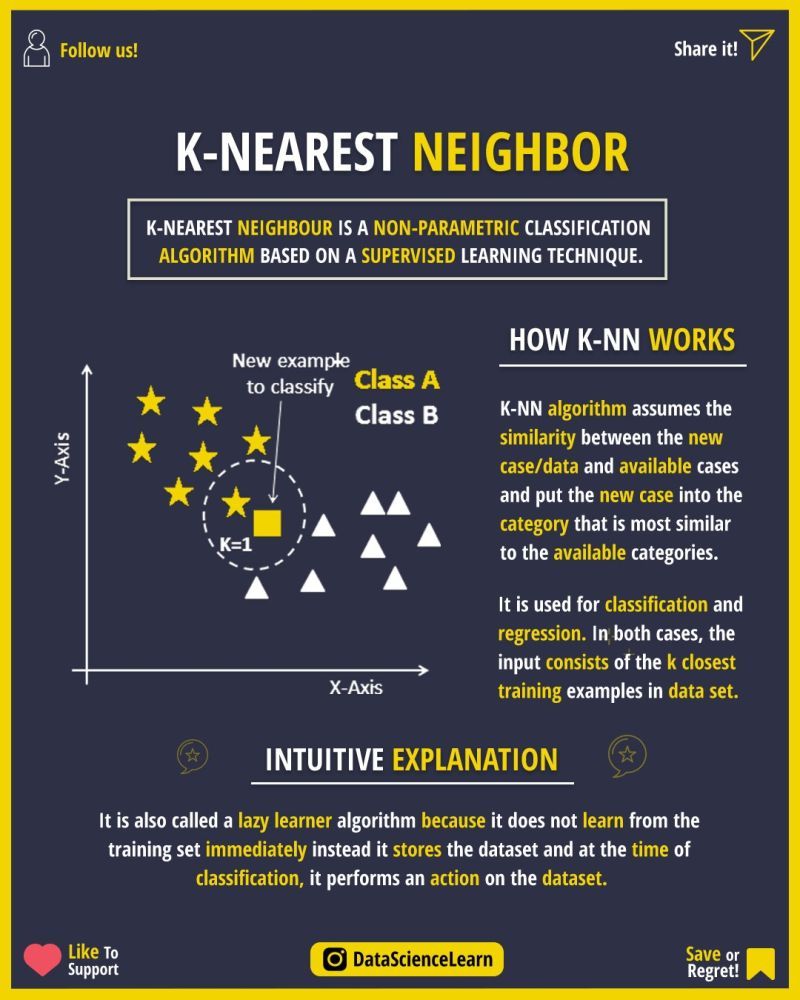 Follow us!
Share it!
K-NEAREST NEIGHBOR
K-NEAREST NEIGHBOUR IS A NON-PARAMETRIC CLASSIFICATION
ALGORITHM BASED ON A SUPERVISED LEARNING TECHNIQUE.
New example
to classify
Class A
Class B
Y-Axis
K=1
X-Axis
HOW K-NN WORKS
K-NN algorithm assumes the
similarity between the new
case/data and available cases
and put the new case into the
category that is most similar
to the available categories.
It is used for classification and
regression. In both cases, the
input consists of the k closest
training examples in data set.
INTUITIVE EXPLANATION
It is also called a lazy learner algorithm because it does not learn from the
training set immediately instead it stores the dataset and at the time of
classification, it performs an action on the dataset.
Like To
Support
DataScienceLearn
Save or
Regret!